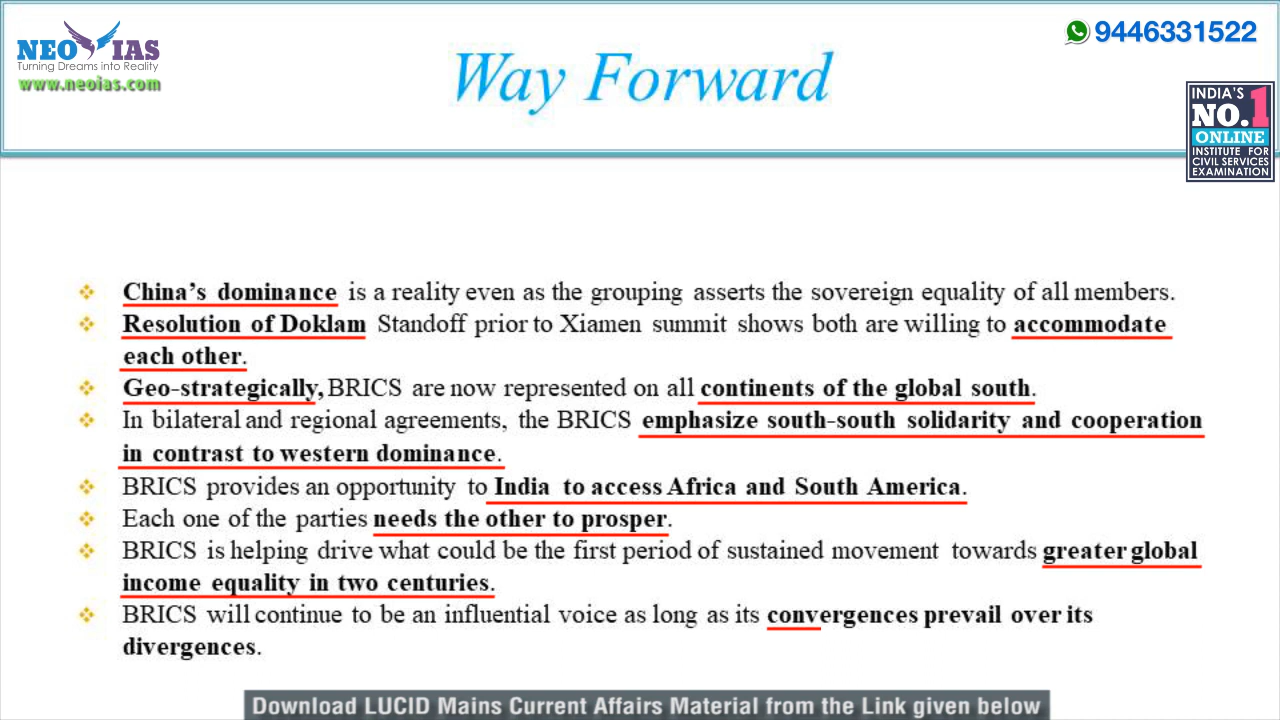 NEO IAS
Turning Dreams into Reality
www.neoias.com
Way Forward
9446331522
INDIA'S
NO.1
ONLINE
INSTITUTE FOR
CIVIL SERVICES
EXAMINATION
China's dominance is a reality even as the grouping asserts the sovereign equality of all members.
Resolution of Doklam Standoff prior to Xiamen summit shows both are willing to accommodate
each other.
Geo-strategically, BRICS are now represented on all continents of the global south.
In bilateral and regional agreements, the BRICS emphasize south-south solidarity and cooperation
in contrast to western dominance.
BRICS provides an opportunity to India to access Africa and South America.
Each one of the parties needs the other to prosper.
BRICS is helping drive what could be the first period of sustained movement towards greater global
income equality in two centuries.
BRICS will continue to be an influential voice as long as its convergences prevail over its
divergences.
Download LUCID Mains Current Affairs Material from the Link given below